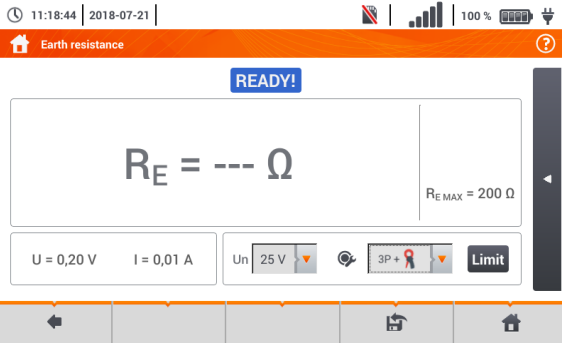 11:18:44 2018-07-21 100 %
Earth resistance ?
READY!
RE = --- Ω
RE MAX = 200 Ω
U = 0,20 V I = 0,01 A Un 25 V 3P + Limit